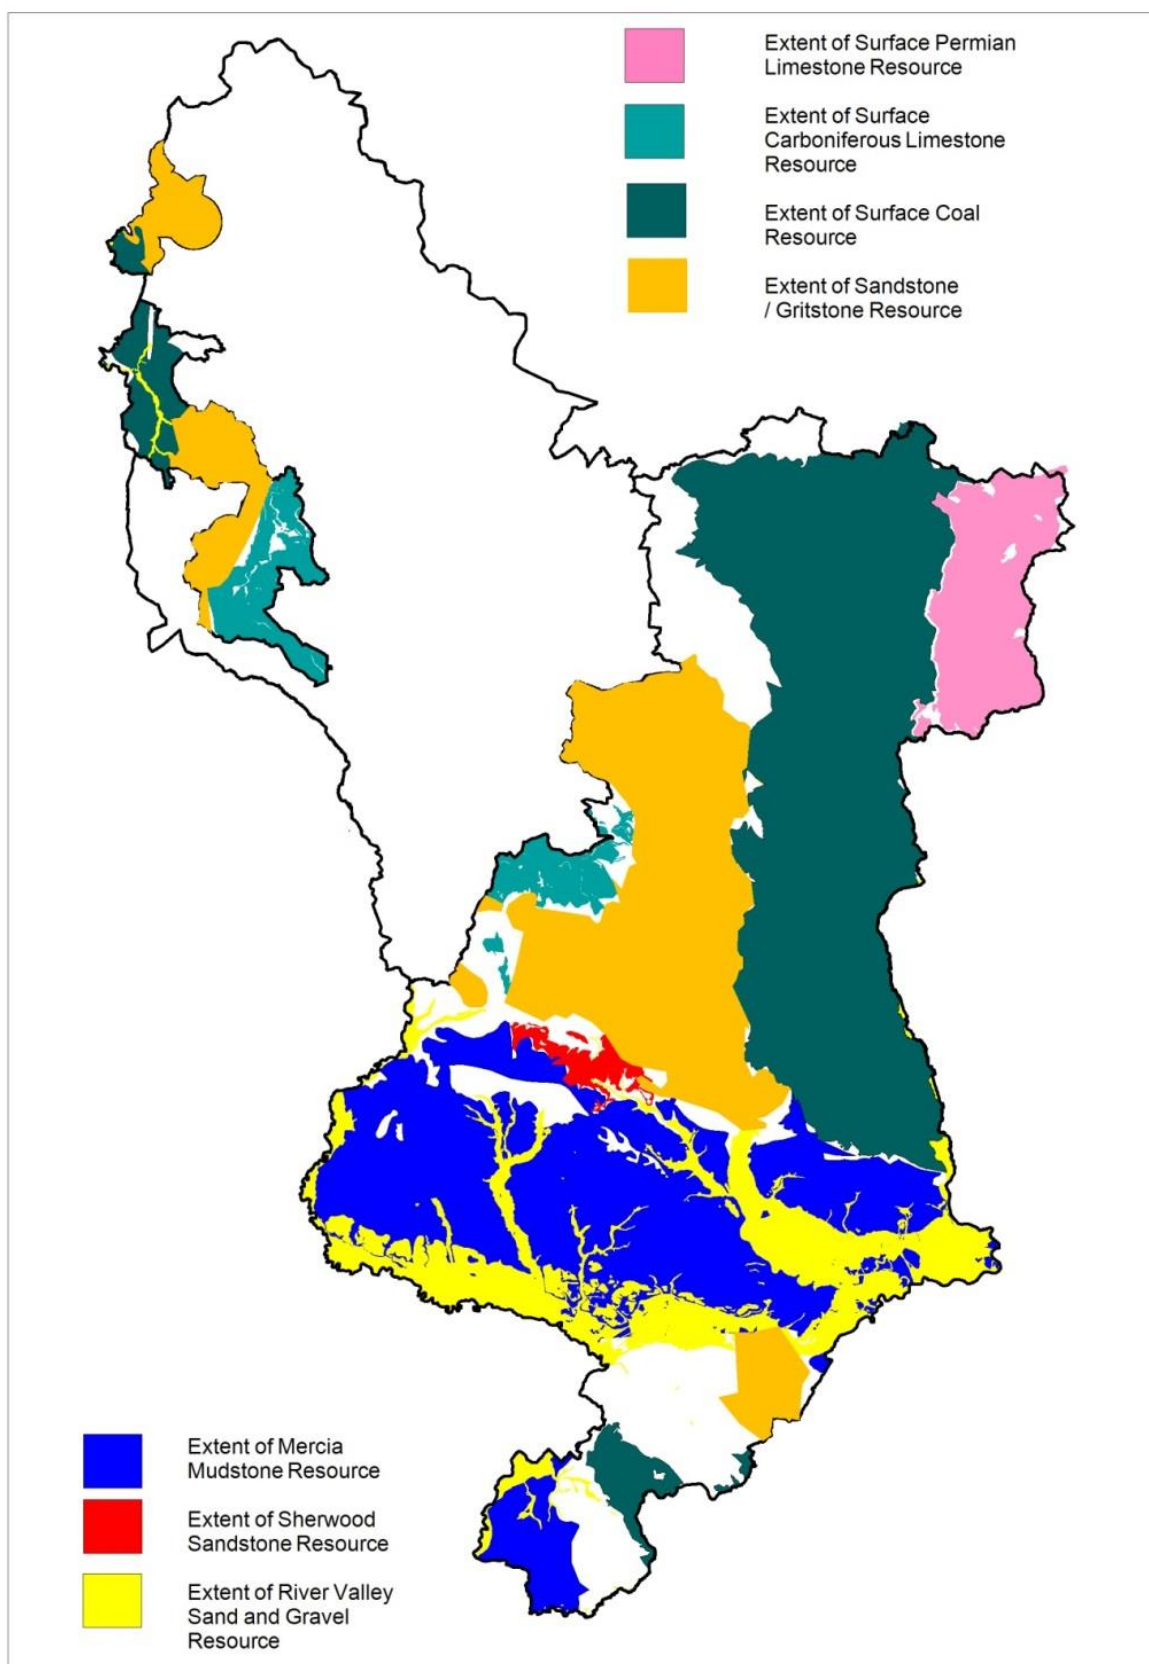 Extent of Surface Permian
Limestone Resource
Extent of Surface
Carboniferous Limestone
Resource
Extent of Surface Coal
Resource
Extent of Sandstone
/ Gritstone Resource
Extent of Mercia
Mudstone Resource
Extent of Sherwood
Sandstone Resource
Extent of River Valley
Sand and Gravel
Resource